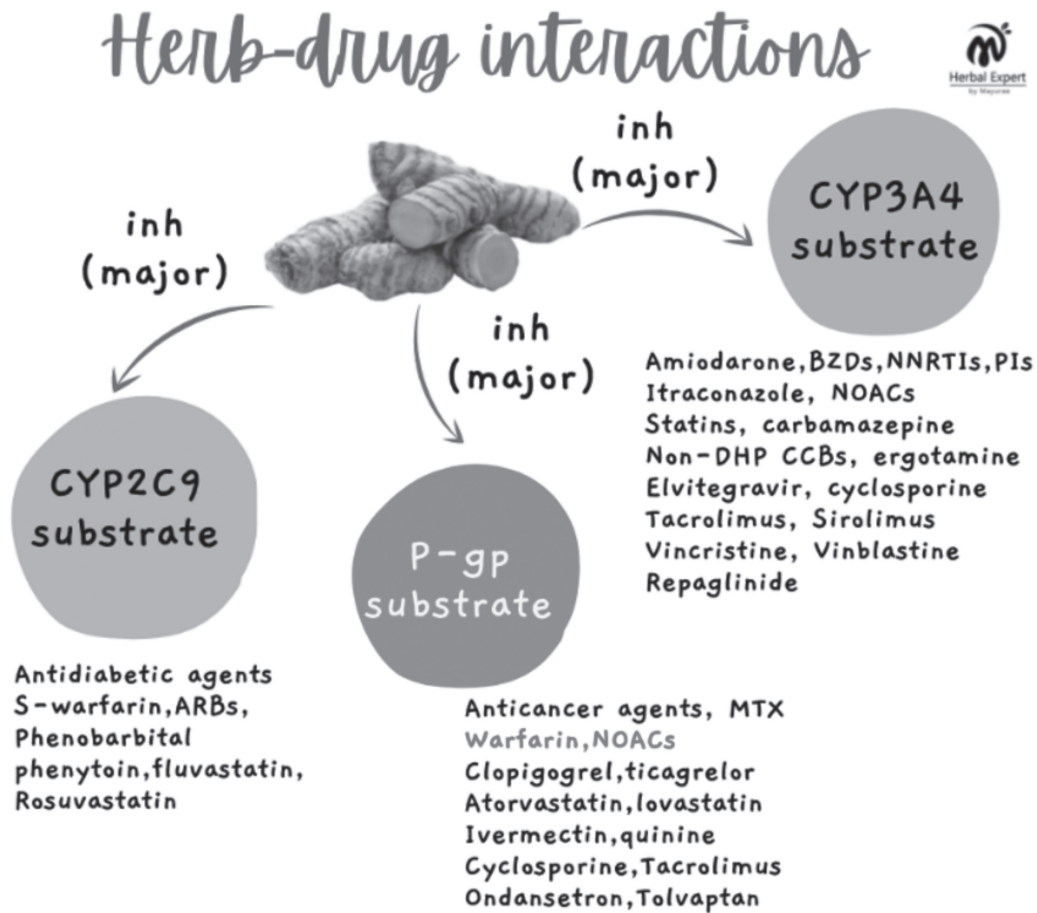 Herb-drug interactions
Herbal Expert
by Mayuree
inh
(major)
CYP3A4
substrate
inh
(major)
inh
(major)
Amiodarone,BZDs,NNRTIs,PIs
Itraconazole, NOACs
Statins, carbamazepine
Non-DHP CCBs, ergotamine
Elvitegravir, cyclosporine
Tacrolimus, Sirolimus
Vincristine, Vinblastine
Repaglinide
CYP2C9
substrate
P-gp
substrate
Antidiabetic agents
S-warfarin,ARBs,
Phenobarbital
phenytoin,fluvastatin,
Rosuvastatin
Anticancer agents, MTX
Warfarin,NOACs
Clopigogrel,ticagrelor
Atorvastatin,lovastatin
Ivermectin,quinine
Cyclosporine,Tacrolimus
Ondansetron,Tolvaptan